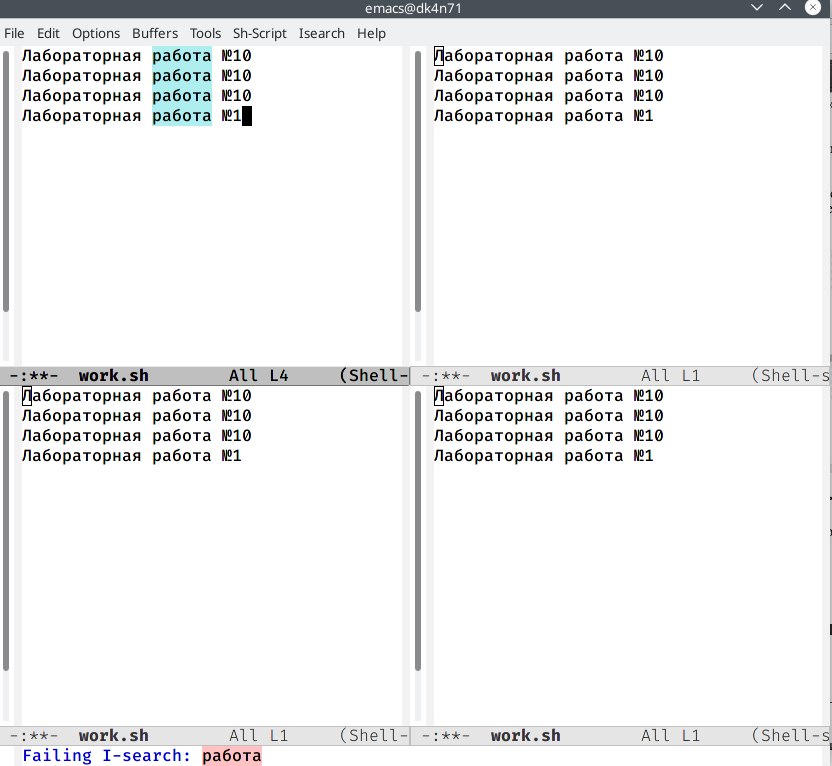 emacs@dk4n71
File Edit Options Buffers Tools Sh-Script Isearch Help
Лабораторная работа №10
Лабораторная работа №10
Лабораторная работа №10
Лабораторная работа №1
-:**- work.sh All L4 (Shell-
Лабораторная работа №10
Лабораторная работа №10
Лабораторная работа №10
Лабораторная работа №1
-:**- work.sh All L1 (Shell-s
Лабораторная работа №10
Лабораторная работа №10
Лабораторная работа №10
Лабораторная работа №1
-:**- work.sh All L1 (Shell-
Лабораторная работа №10
Лабораторная работа №10
Лабораторная работа №10
Лабораторная работа №1
-:**- work.sh All L1 (Shell-s
Failing I-search: работа